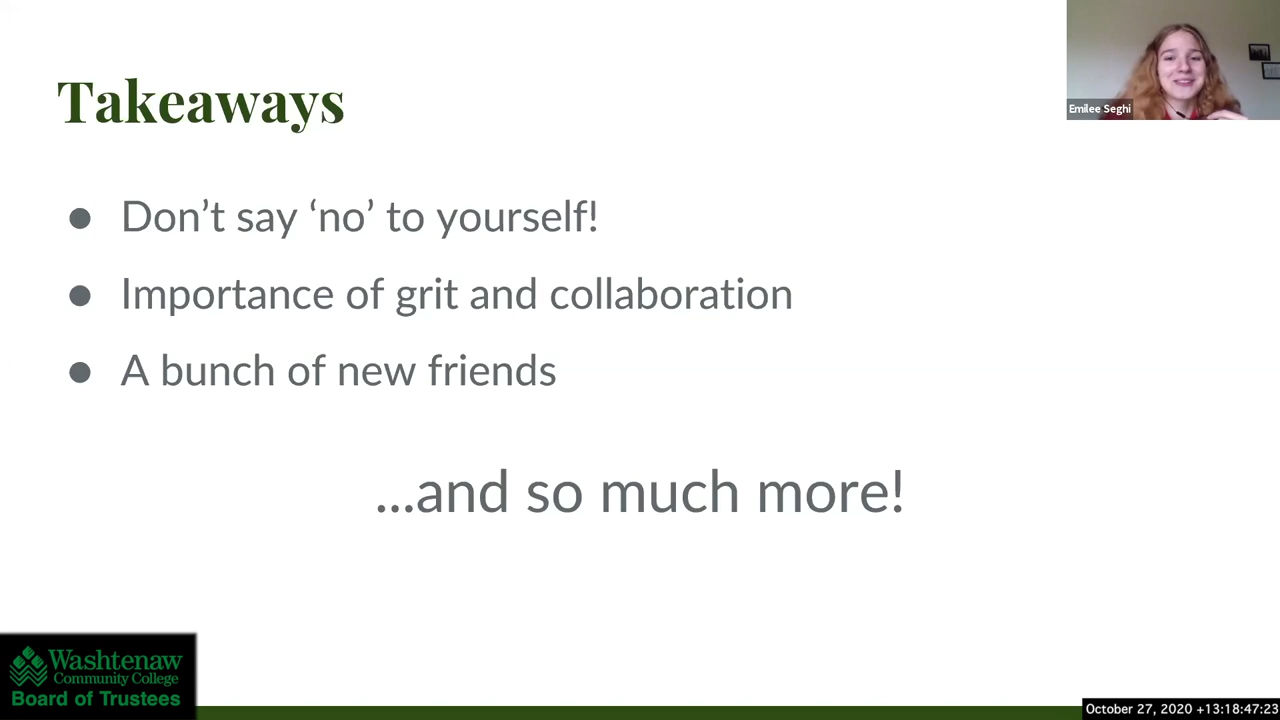 Takeaways
Emilee Seghi
● Don’t say ‘no’ to yourself!
● Importance of grit and collaboration
● A bunch of new friends
...and so much more!
Washtenaw
Community College
Board of Trustees
October 27, 2020 +13:18:47:23